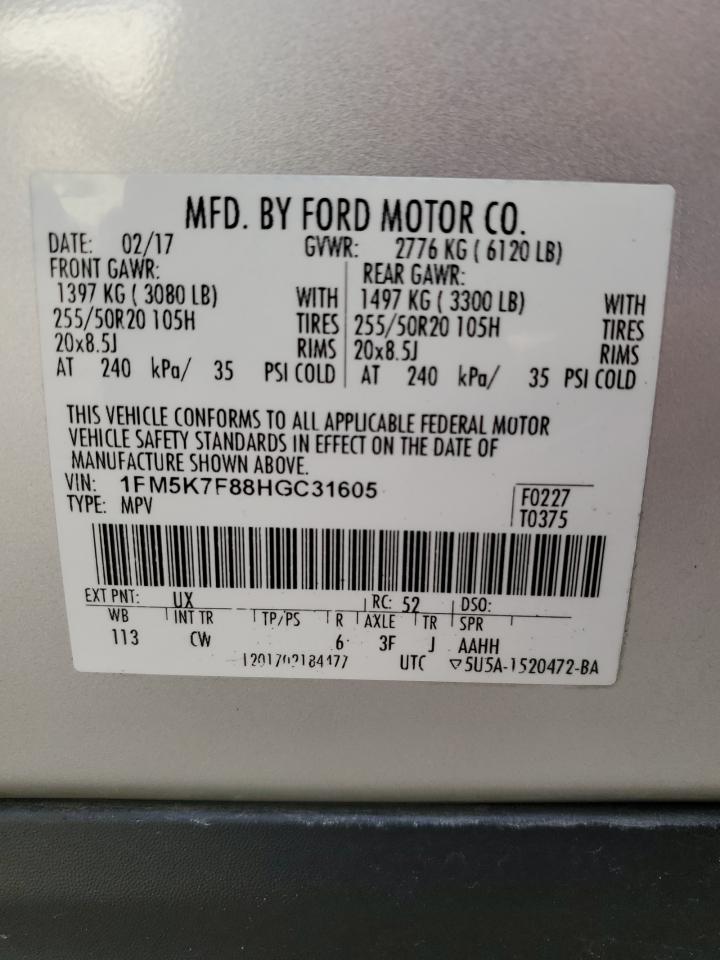 MFD. BY FORD MOTOR CO.
DATE: 02/17 GVWR: 2776 KG ( 6120 LB)
FRONT GAWR: REAR GAWR:
1397 KG ( 3080 LB) WITH 1497 KG ( 3300 LB) WITH
255/50R20 105H TIRES 255/50R20 105H TIRES
20x8.5J RIMS 20x8.5J RIMS
AT 240 kPa/ 35 PSI COLD AT 240 kPa/ 35 PSI COLD
THIS VEHICLE CONFORMS TO ALL APPLICABLE FEDERAL MOTOR
VEHICLE SAFETY STANDARDS IN EFFECT ON THE DATE OF
MANUFACTURE SHOWN ABOVE.
VIN: 1FM5K7F88HGC31605 F0227
TYPE: MPV T0375
EXT PNT: UX RC: 52 DSO:
WB INT TR TP/PS R AXLE TR SPR
113 CW 6 3F J AAHH
UTC ▽5U5A-1520472-BA